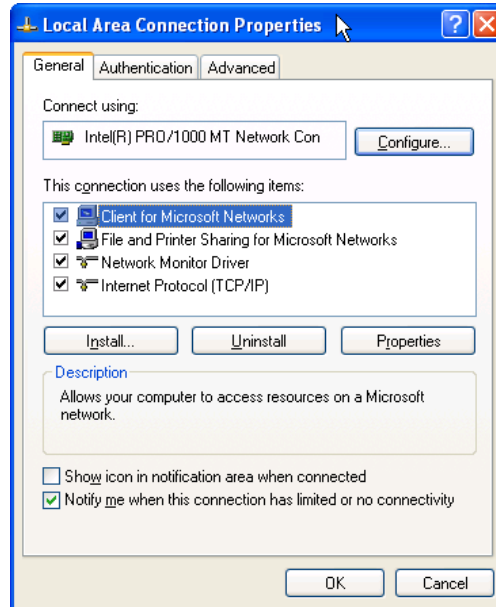 Local Area Connection Properties
General Authentication Advanced
Connect using:
Intel(R) PRO/1000 MT Network Con
Configure...
This connection uses the following items:
Client for Microsoft Networks
File and Printer Sharing for Microsoft Networks
Network Monitor Driver
Internet Protocol (TCP/IP)
Install... Uninstall Properties
Description
Allows your computer to access resources on a Microsoft
network.
Show icon in notification area when connected
Notify me when this connection has limited or no connectivity
OK Cancel